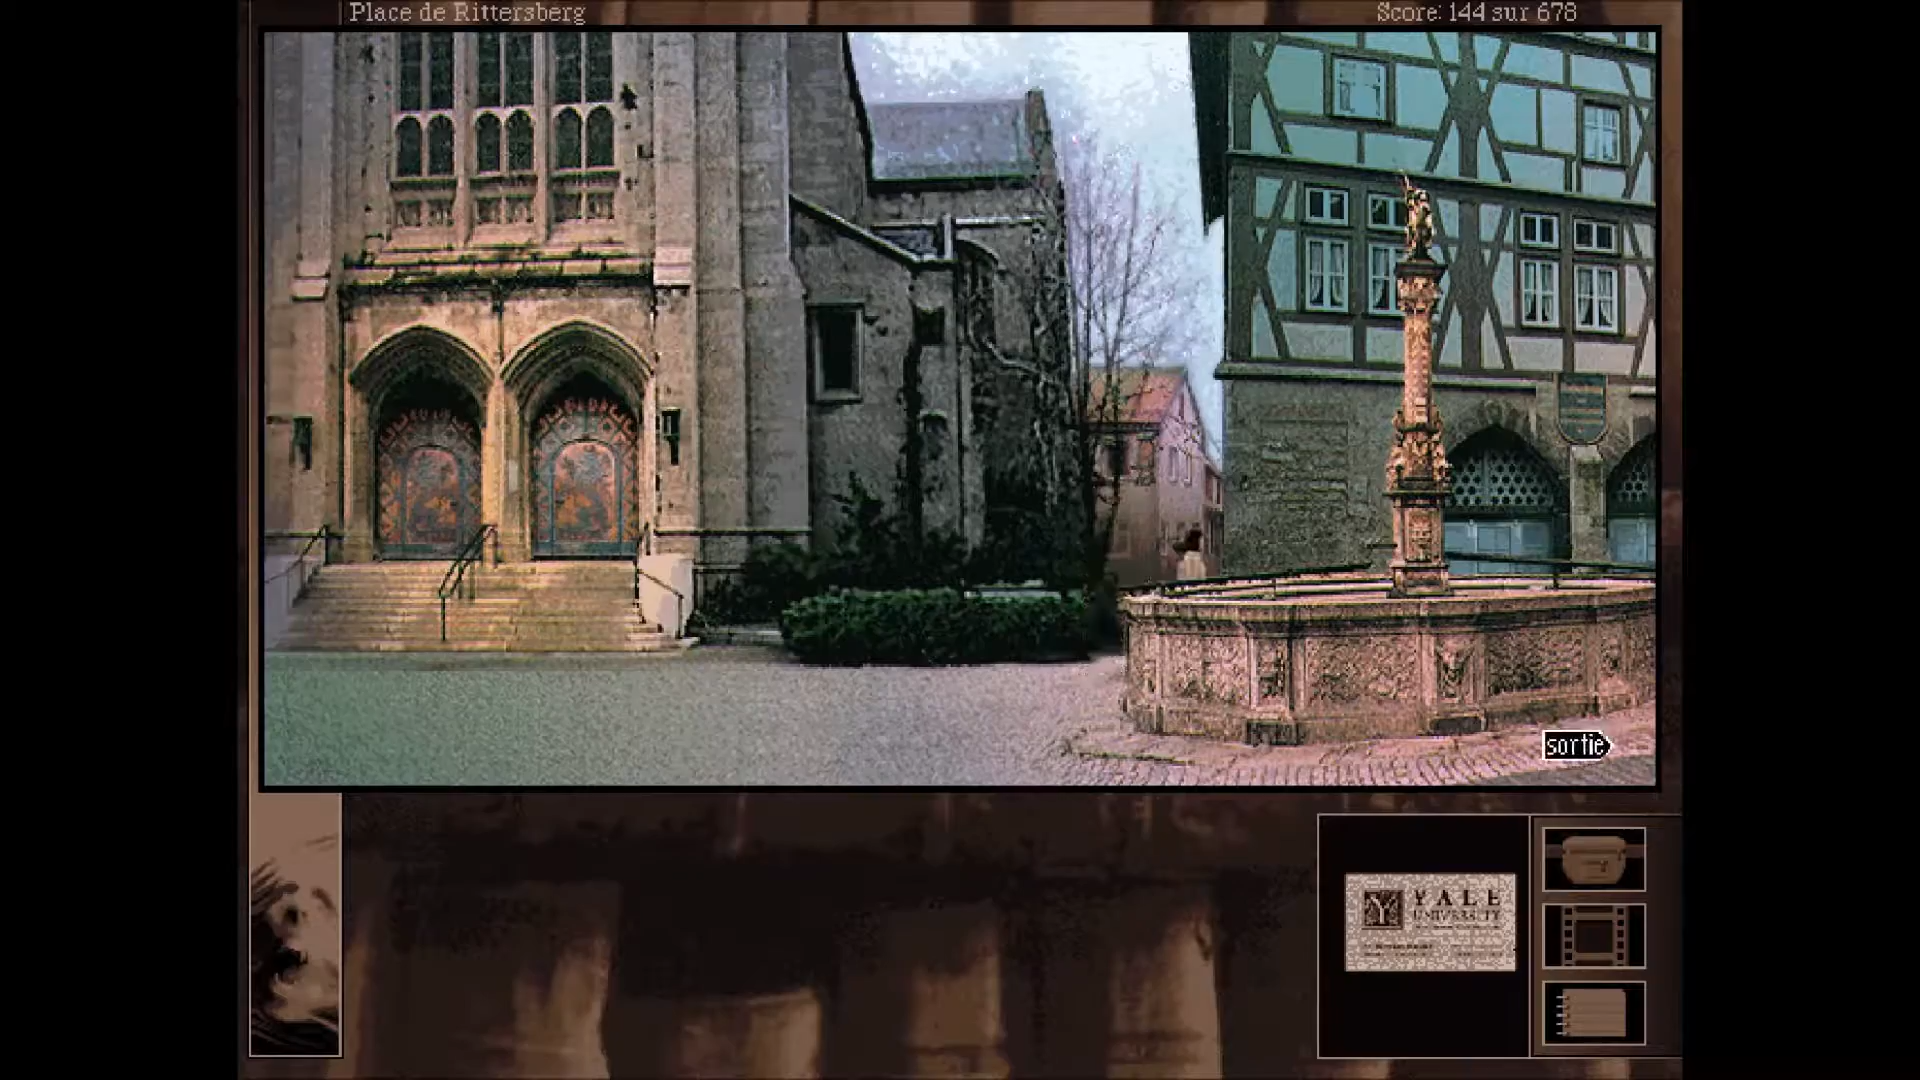 Place de Rittersberg
Score: 144 sur 678
sortie
YALE
UNIVERSITY